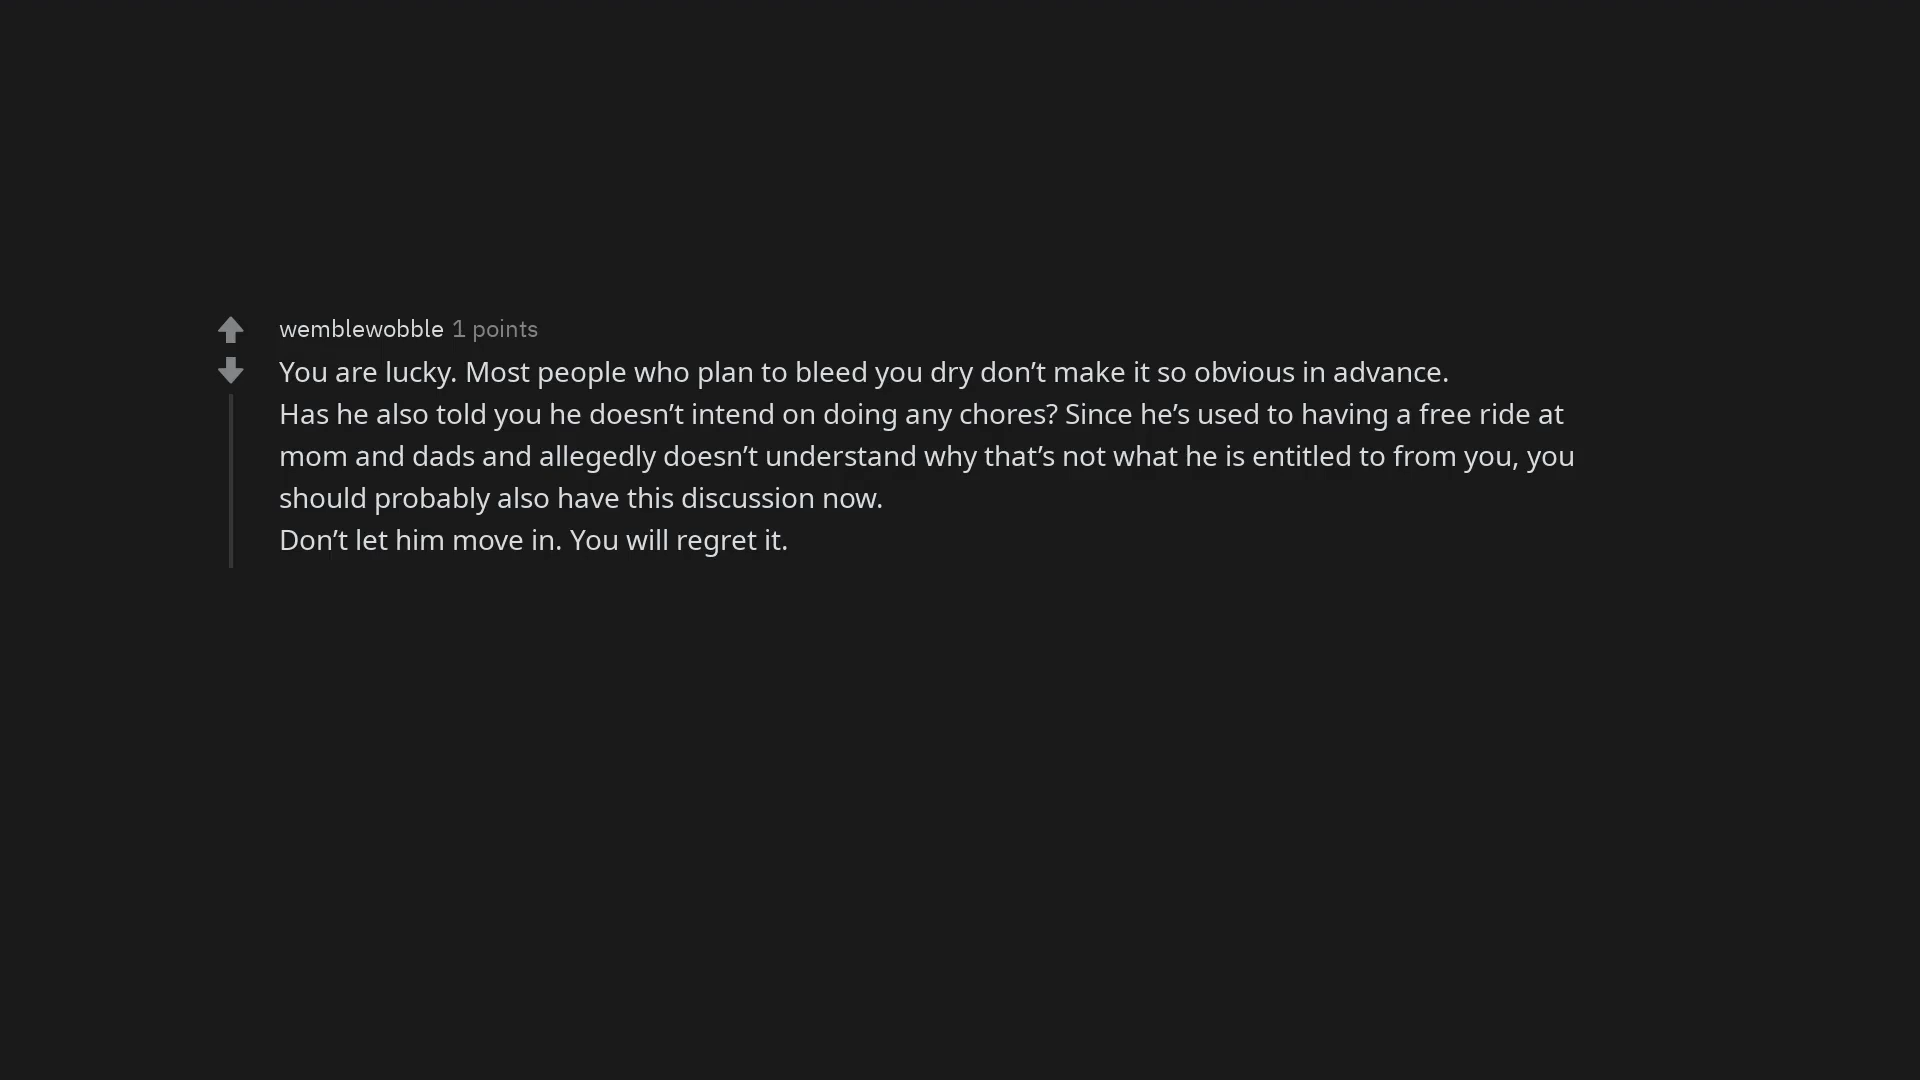 wemblewobble 1 points
You are lucky. Most people who plan to bleed you dry don’t make it so obvious in advance.
Has he also told you he doesn’t intend on doing any chores? Since he’s used to having a free ride at
mom and dads and allegedly doesn’t understand why that’s not what he is entitled to from you, you
should probably also have this discussion now.
Don’t let him move in. You will regret it.